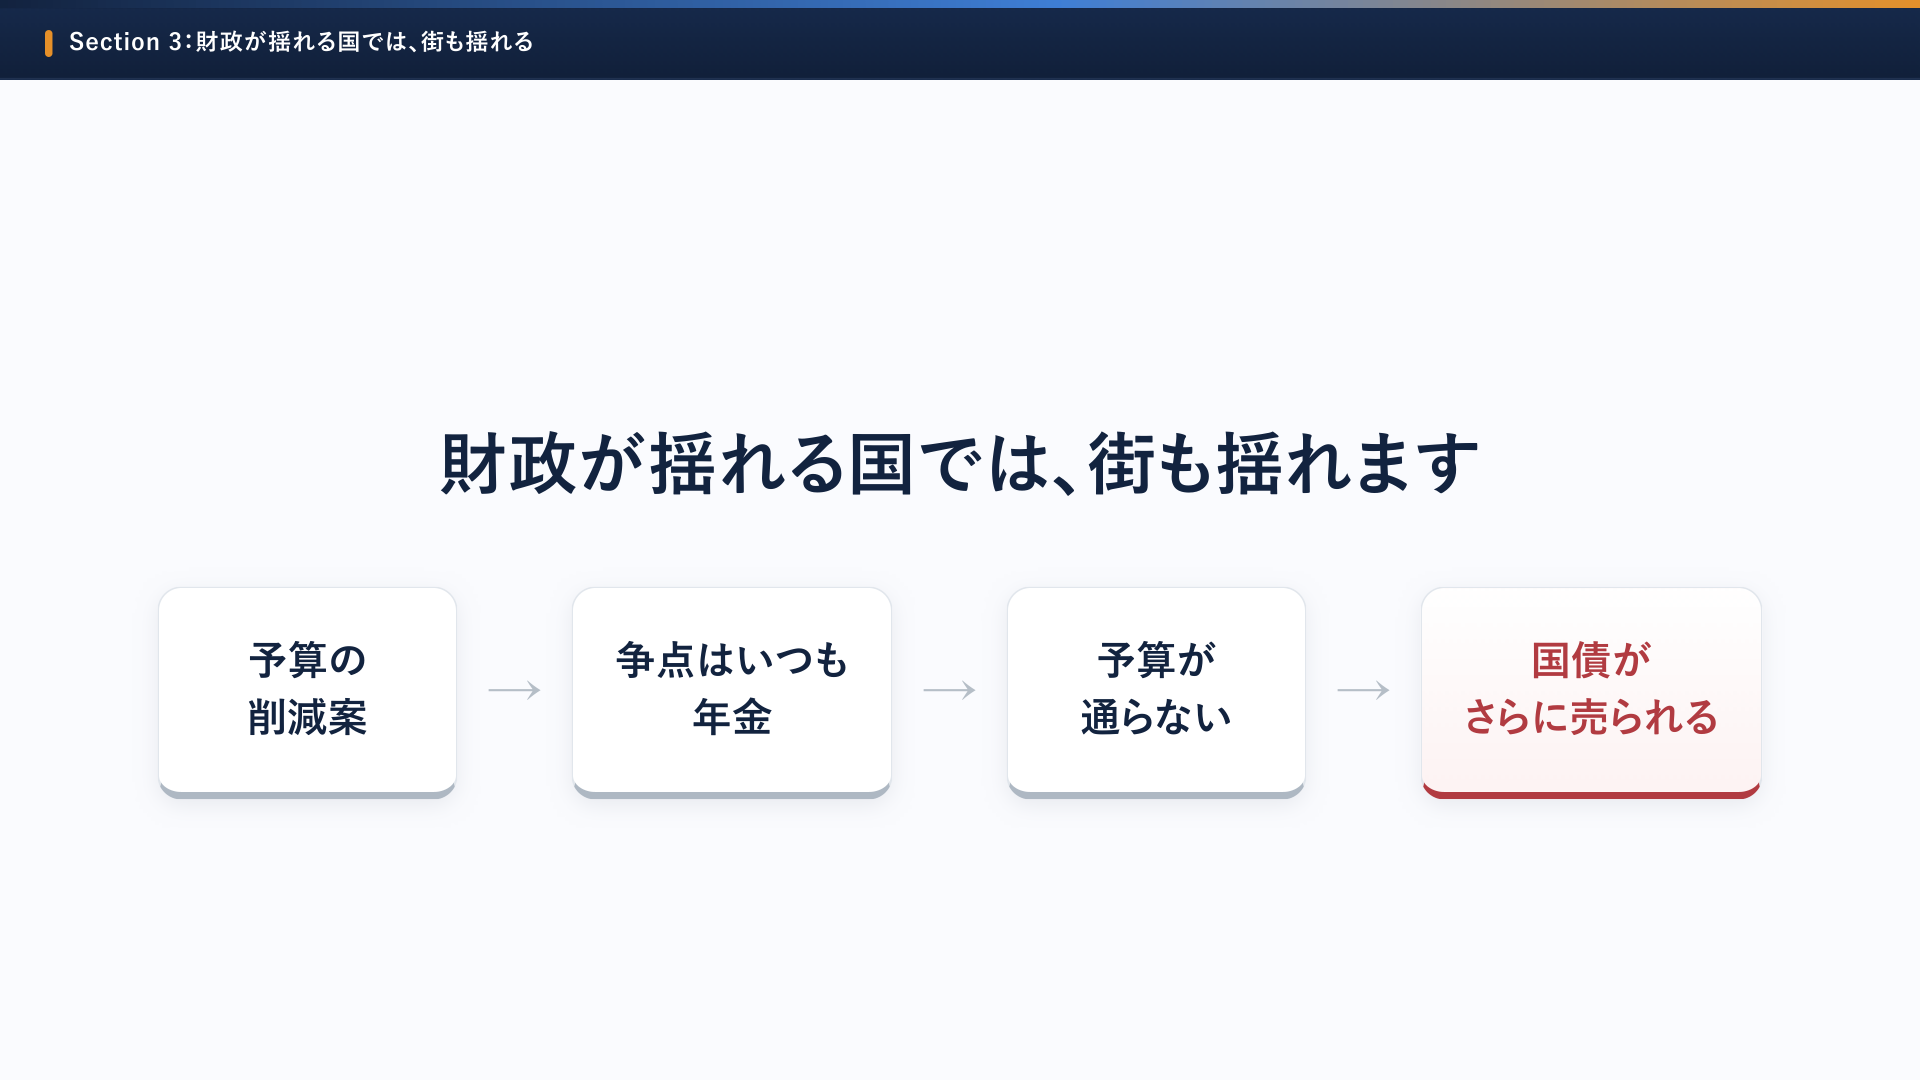 Section 3：財政が揺れる国では、街も揺れる
財政が揺れる国では、街も揺れます
予算の
削減案
→
争点はいつも
年金
→
予算が
通らない
→
国債が
さらに売られる